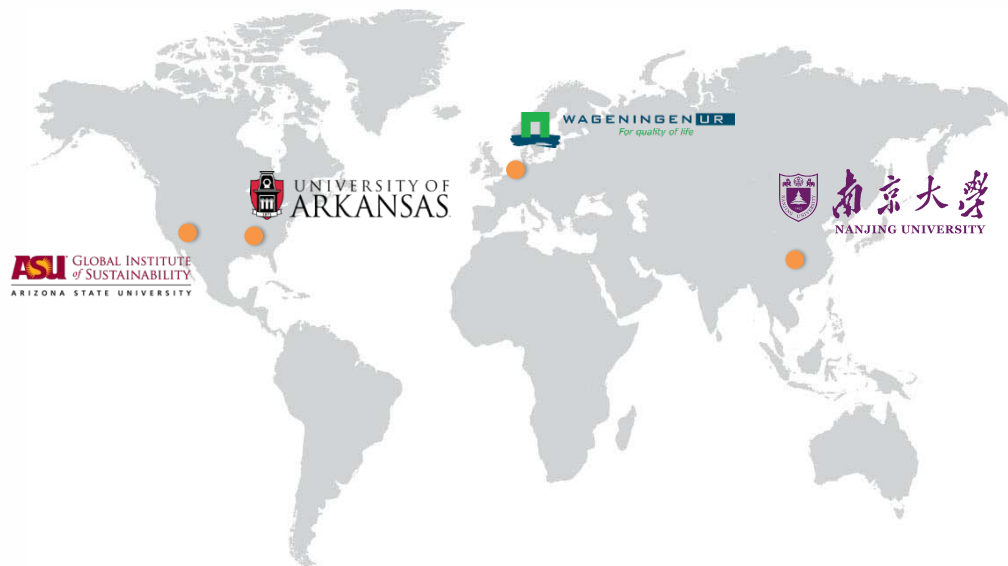 WAGENINGEN UR
For quality of life
UNIVERSITY OF
ARKANSAS
南京大學
NANJING UNIVERSITY
ASU GLOBAL INSTITUTE
of SUSTAINABILITY
ARIZONA STATE UNIVERSITY